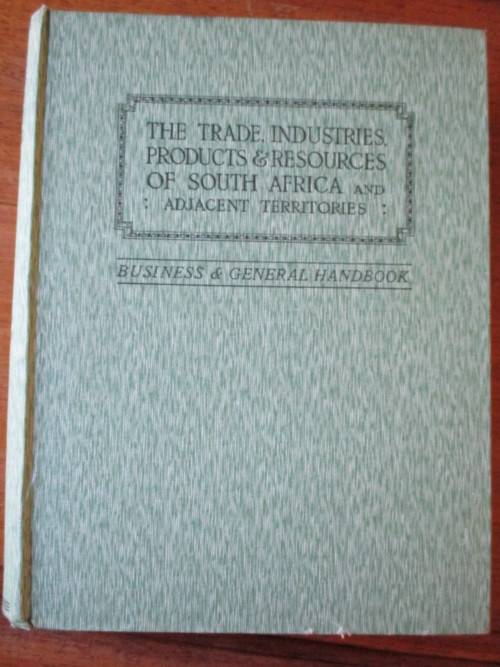 THE TRADE, INDUSTRIES,
PRODUCTS & RESOURCES
OF SOUTH AFRICA AND
: ADJACENT TERRITORIES :
BUSINESS & GENERAL HANDBOOK